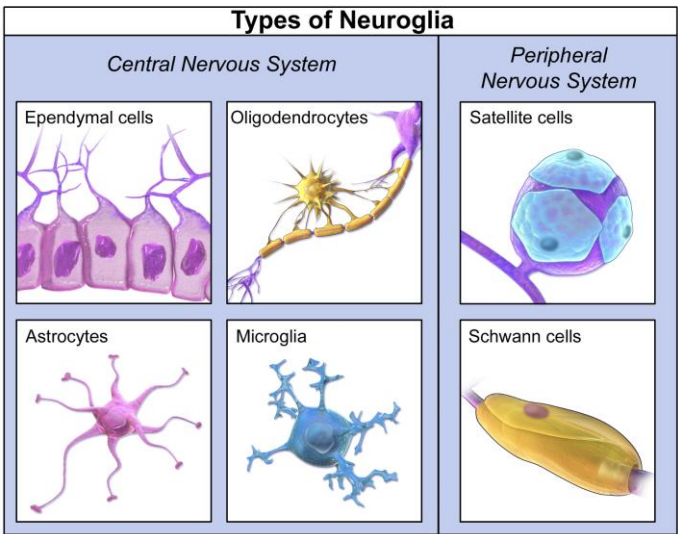 Types of Neuroglia
Central Nervous System
Peripheral
Nervous System
Ependymal cells
Oligodendrocytes
Satellite cells
Astrocytes
Microglia
Schwann cells